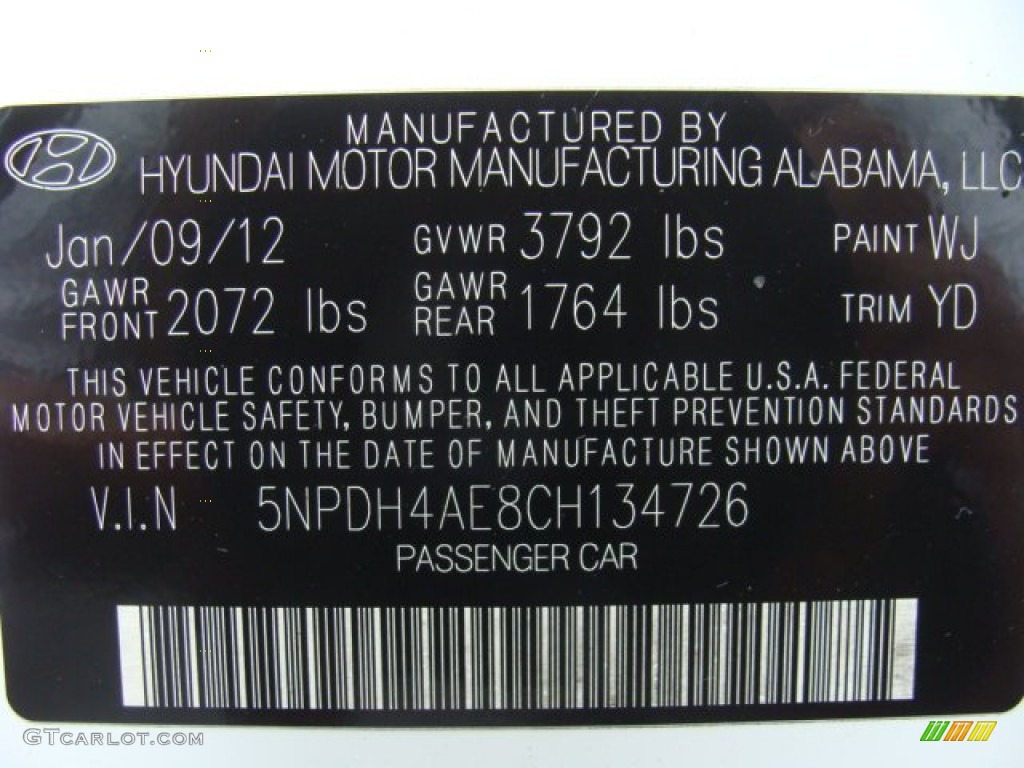 MANUFACTURED BY
HYUNDAI MOTOR MANUFACTURING ALABAMA, LLC
Jan/09/12 GVWR 3792 lbs PAINT WJ
GAWR FRONT 2072 lbs GAWR REAR 1764 lbs TRIM YD
THIS VEHICLE CONFORMS TO ALL APPLICABLE U.S.A. FEDERAL
MOTOR VEHICLE SAFETY, BUMPER, AND THEFT PREVENTION STANDARDS
IN EFFECT ON THE DATE OF MANUFACTURE SHOWN ABOVE
V.I.N 5NPDH4AE8CH134726
PASSENGER CAR
GTCARLOT.COM